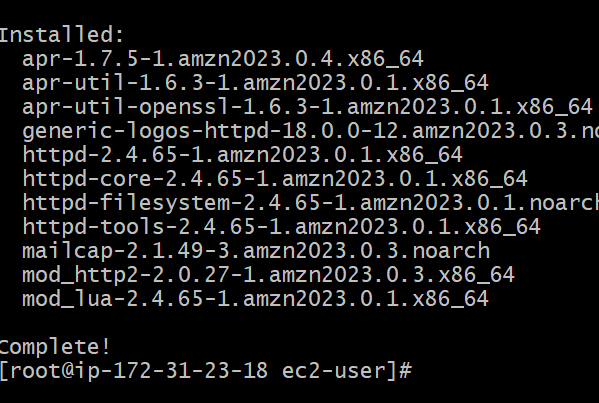 Installed:
apr-1.7.5-1.amzn2023.0.4.x86_64
apr-util-1.6.3-1.amzn2023.0.1.x86_64
apr-util-openssl-1.6.3-1.amzn2023.0.1.x86_64
generic-logos-httpd-18.0.0-12.amzn2023.0.3.no
httpd-2.4.65-1.amzn2023.0.1.x86_64
httpd-core-2.4.65-1.amzn2023.0.1.x86_64
httpd-filesystem-2.4.65-1.amzn2023.0.1.noarch
httpd-tools-2.4.65-1.amzn2023.0.1.x86_64
mailcap-2.1.49-3.amzn2023.0.3.noarch
mod_http2-2.0.27-1.amzn2023.0.3.x86_64
mod_lua-2.4.65-1.amzn2023.0.1.x86_64
Complete!
[root@ip-172-31-23-18 ec2-user]#